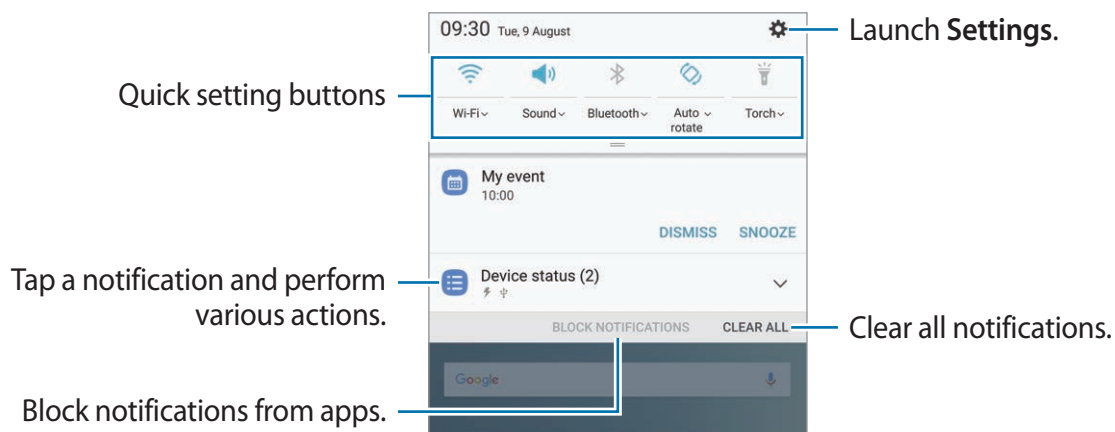 09:30 Tue, 9 August
Launch Settings.
Quick setting buttons
Wi-Fi Sound Bluetooth Auto rotate Torch
My event
10:00
DISMISS SNOOZE
Tap a notification and perform
various actions.
Device status (2)
BLOCK NOTIFICATIONS CLEAR ALL
Clear all notifications.
Google
Block notifications from apps.